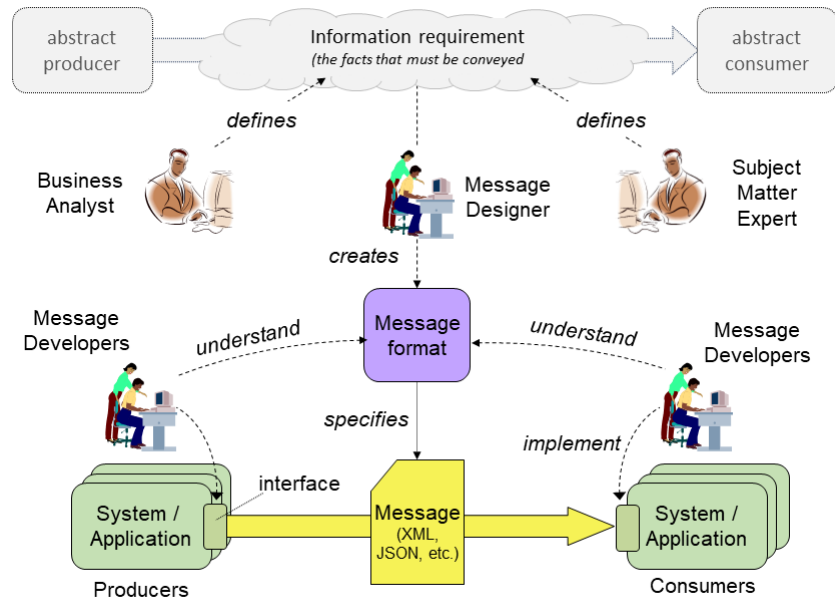 abstract
producer
Information requirement
(the facts that must be conveyed
abstract
consumer
defines
defines
Business
Analyst
Message
Designer
Subject
Matter
Expert
creates
Message
Developers
understand
Message
format
understand
Message
Developers
specifies
implement
interface
System /
Application
Message
(XML,
JSON, etc.)
System /
Application
Producers
Consumers